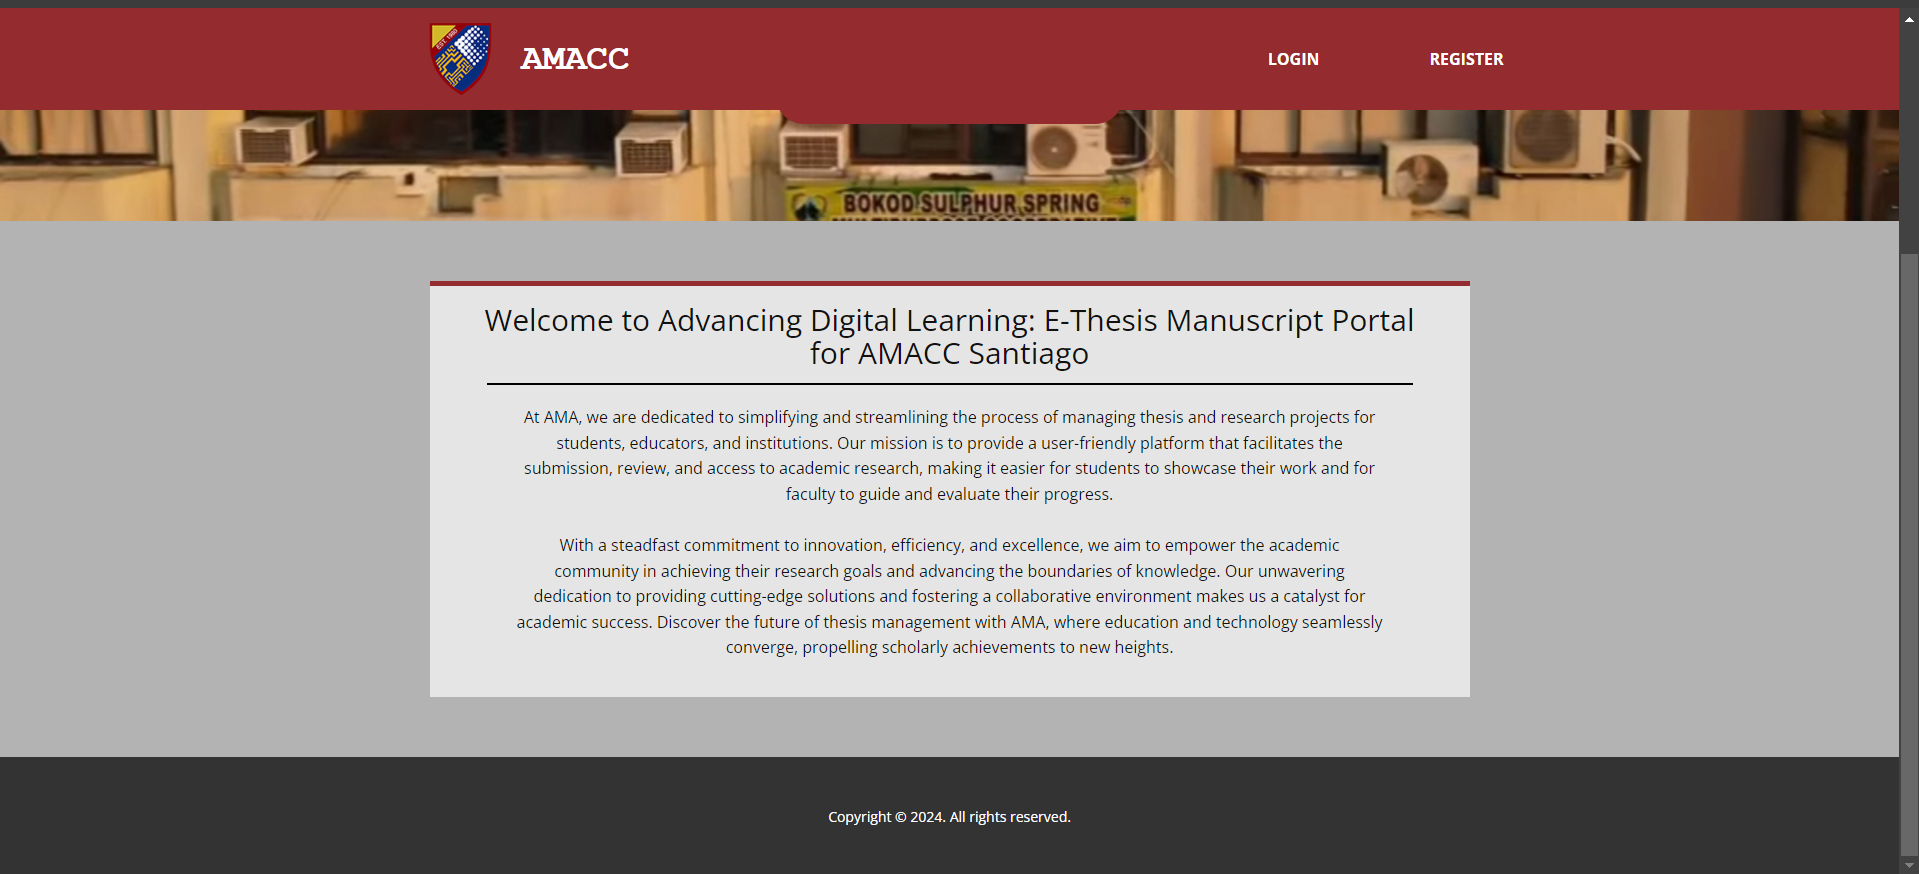 EST. 1980
AMACC
LOGIN
REGISTER
BOKOD SULPHUR SPRING
Welcome to Advancing Digital Learning: E-Thesis Manuscript Portal
for AMACC Santiago
At AMA, we are dedicated to simplifying and streamlining the process of managing thesis and research projects for
students, educators, and institutions. Our mission is to provide a user-friendly platform that facilitates the
submission, review, and access to academic research, making it easier for students to showcase their work and for
faculty to guide and evaluate their progress.
With a steadfast commitment to innovation, efficiency, and excellence, we aim to empower the academic
community in achieving their research goals and advancing the boundaries of knowledge. Our unwavering
dedication to providing cutting-edge solutions and fostering a collaborative environment makes us a catalyst for
academic success. Discover the future of thesis management with AMA, where education and technology seamlessly
converge, propelling scholarly achievements to new heights.
Copyright © 2024. All rights reserved.